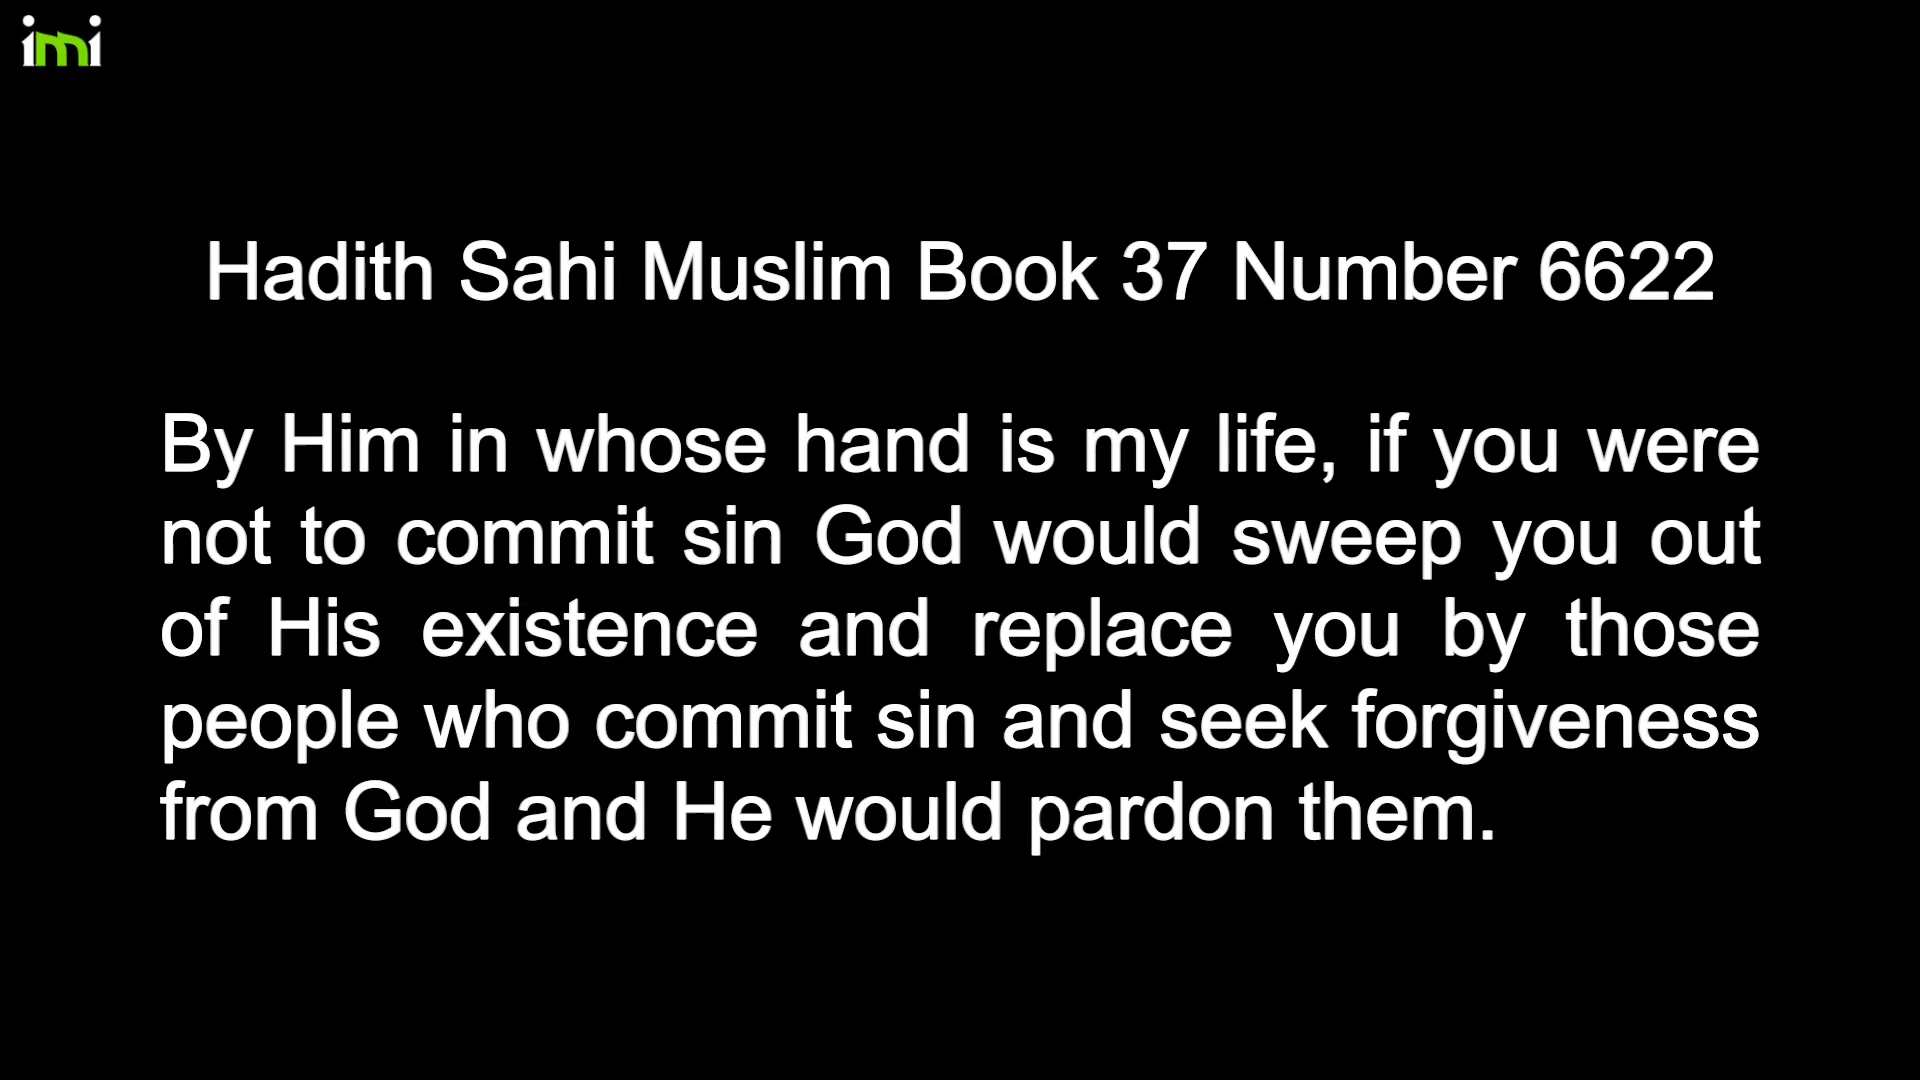 imi
Hadith Sahi Muslim Book 37 Number 6622
By Him in whose hand is my life, if you were
not to commit sin God would sweep you out
of His existence and replace you by those
people who commit sin and seek forgiveness
from God and He would pardon them.